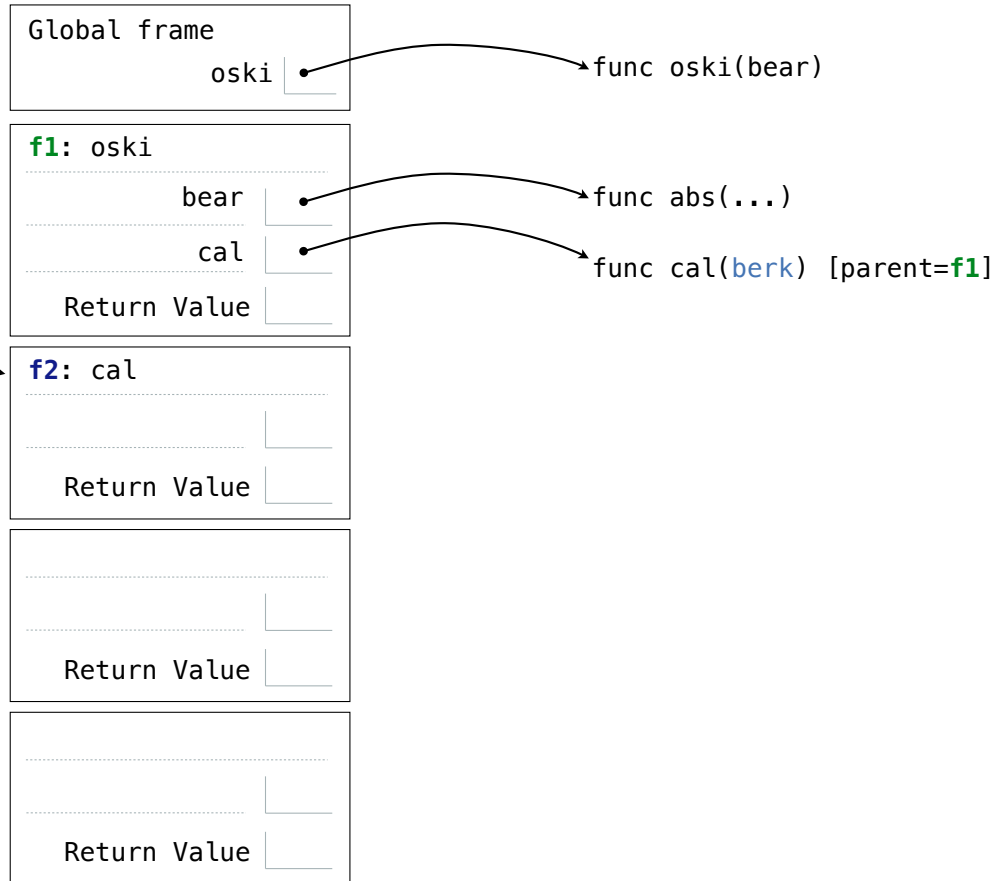 Global frame
oski
func oski(bear)
f1: oski
bear
func abs(...)
cal
func cal(berk) [parent=f1]
Return Value
f2: cal
Return Value
Return Value
Return Value